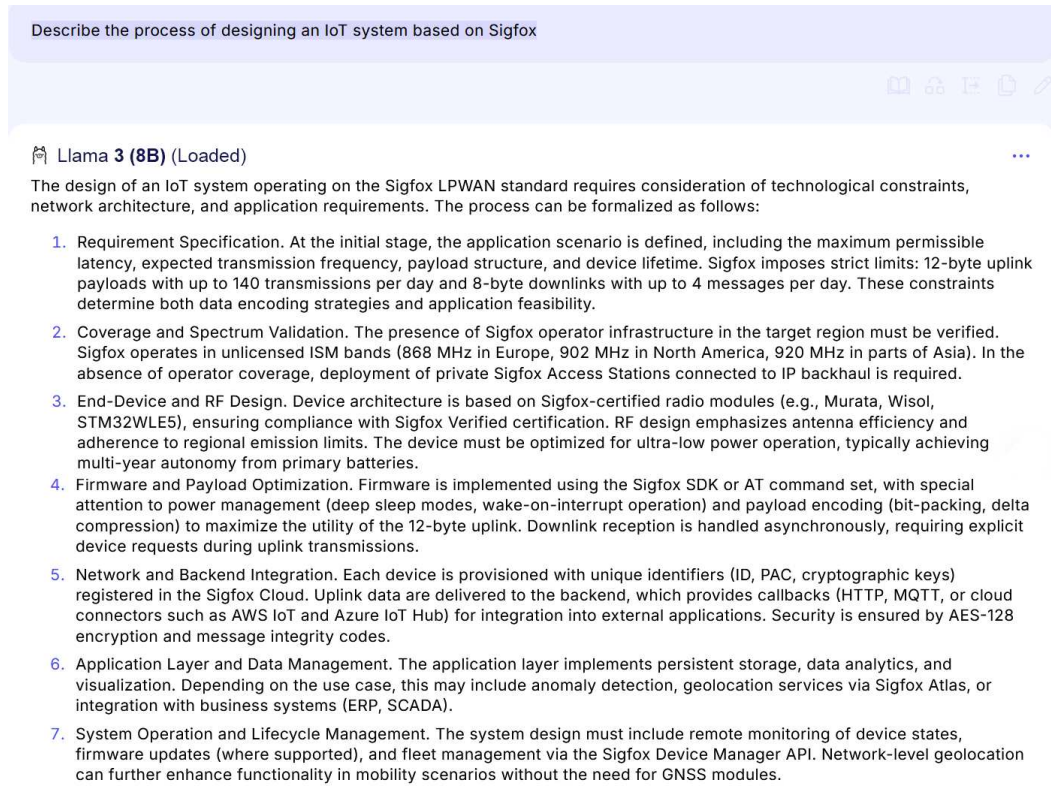 Describe the process of designing an IoT system based on Sigfox
Llama 3 (8B) (Loaded)
The design of an IoT system operating on the Sigfox LPWAN standard requires consideration of technological constraints,
network architecture, and application requirements. The process can be formalized as follows:
1. Requirement Specification. At the initial stage, the application scenario is defined, including the maximum permissible
latency, expected transmission frequency, payload structure, and device lifetime. Sigfox imposes strict limits: 12-byte uplink
payloads with up to 140 transmissions per day and 8-byte downlinks with up to 4 messages per day. These constraints
determine both data encoding strategies and application feasibility.
2. Coverage and Spectrum Validation. The presence of Sigfox operator infrastructure in the target region must be verified.
Sigfox operates in unlicensed ISM bands (868 MHz in Europe, 902 MHz in North America, 920 MHz in parts of Asia). In the
absence of operator coverage, deployment of private Sigfox Access Stations connected to IP backhaul is required.
3. End-Device and RF Design. Device architecture is based on Sigfox-certified radio modules (e.g., Murata, Wisol,
STM32WLE5), ensuring compliance with Sigfox Verified certification. RF design emphasizes antenna efficiency and
adherence to regional emission limits. The device must be optimized for ultra-low power operation, typically achieving
multi-year autonomy from primary batteries.
4. Firmware and Payload Optimization. Firmware is implemented using the Sigfox SDK or AT command set, with special
attention to power management (deep sleep modes, wake-on-interrupt operation) and payload encoding (bit-packing, delta
compression) to maximize the utility of the 12-byte uplink. Downlink reception is handled asynchronously, requiring explicit
device requests during uplink transmissions.
5. Network and Backend Integration. Each device is provisioned with unique identifiers (ID, PAC, cryptographic keys)
registered in the Sigfox Cloud. Uplink data are delivered to the backend, which provides callbacks (HTTP, MQTT, or cloud
connectors such as AWS IoT and Azure IoT Hub) for integration into external applications. Security is ensured by AES-128
encryption and message integrity codes.
6. Application Layer and Data Management. The application layer implements persistent storage, data analytics, and
visualization. Depending on the use case, this may include anomaly detection, geolocation services via Sigfox Atlas, or
integration with business systems (ERP, SCADA).
7. System Operation and Lifecycle Management. The system design must include remote monitoring of device states,
firmware updates (where supported), and fleet management via the Sigfox Device Manager API. Network-level geolocation
can further enhance functionality in mobility scenarios without the need for GNSS modules.